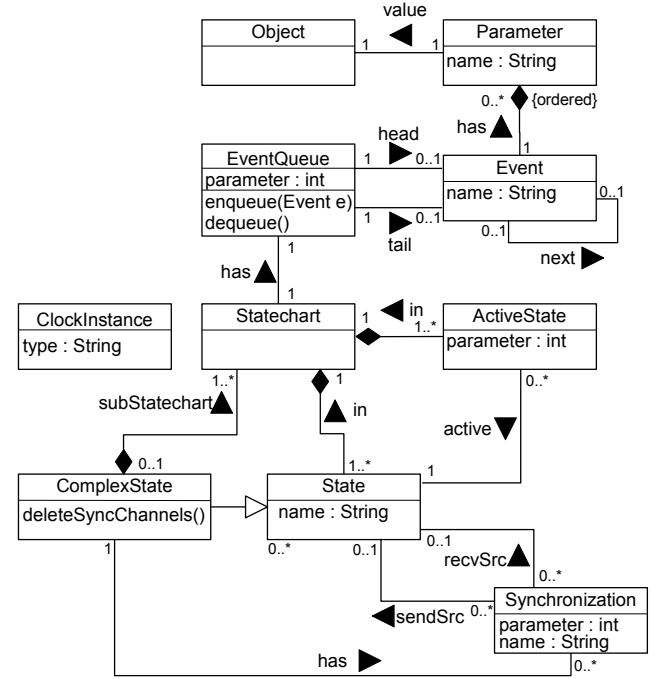 value
Object
Parameter
1
1
name : String
0..*
{ordered}
has
head
1
EventQueue
1
0..1
Event
parameter : int
name : String
0..1
enqueue(Event e)
dequeue()
1
0..1
0..1
tail
next
1
has
1
in
ClockInstance
Statechart
1
ActiveState
type : String
1..*
parameter : int
1..*
1
0..*
subStatechart
in
active
0..1
1..*
1
ComplexState
State
deleteSyncChannels()
name : String
1
0..*
0..1
0..1
recvSrc
0..*
sendSrc
0..*
Synchronization
parameter : int
name : String
has
0..*